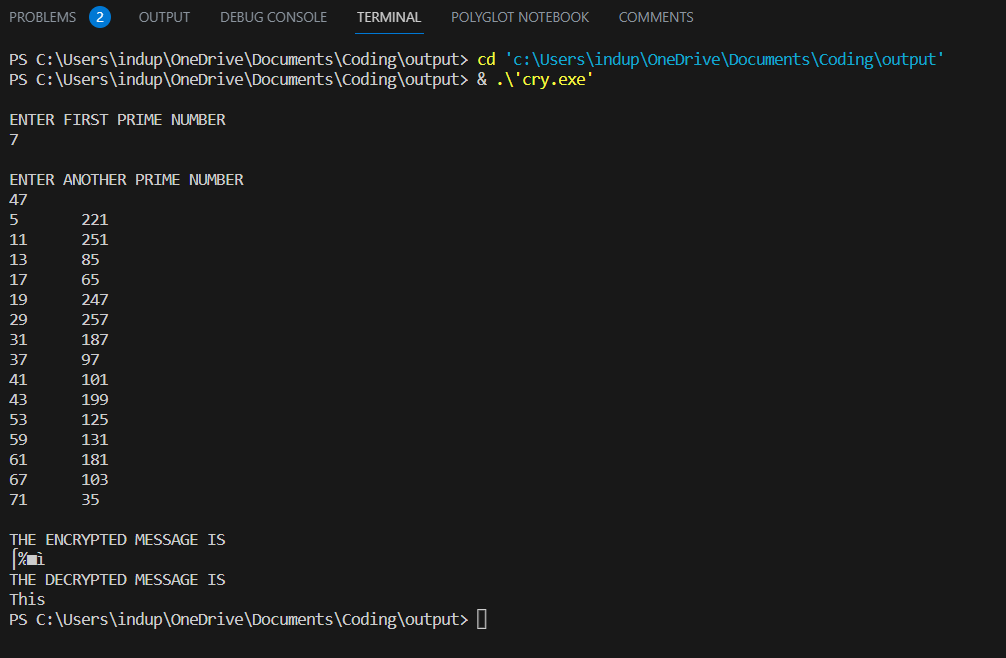 PROBLEMS 2 OUTPUT DEBUG CONSOLE TERMINAL POLYGLOT NOTEBOOK COMMENTS
PS C:\Users\indup\OneDrive\Documents\Coding\output> cd 'c:\Users\indup\OneDrive\Documents\Coding\output'
PS C:\Users\indup\OneDrive\Documents\Coding\output> & .\'cry.exe'
ENTER FIRST PRIME NUMBER
7
ENTER ANOTHER PRIME NUMBER
47
5 221
11 251
13 85
17 65
19 247
29 257
31 187
37 97
41 101
43 199
53 125
59 131
61 181
67 103
71 35
THE ENCRYPTED MESSAGE IS
⌠%■ì
THE DECRYPTED MESSAGE IS
This
PS C:\Users\indup\OneDrive\Documents\Coding\output>